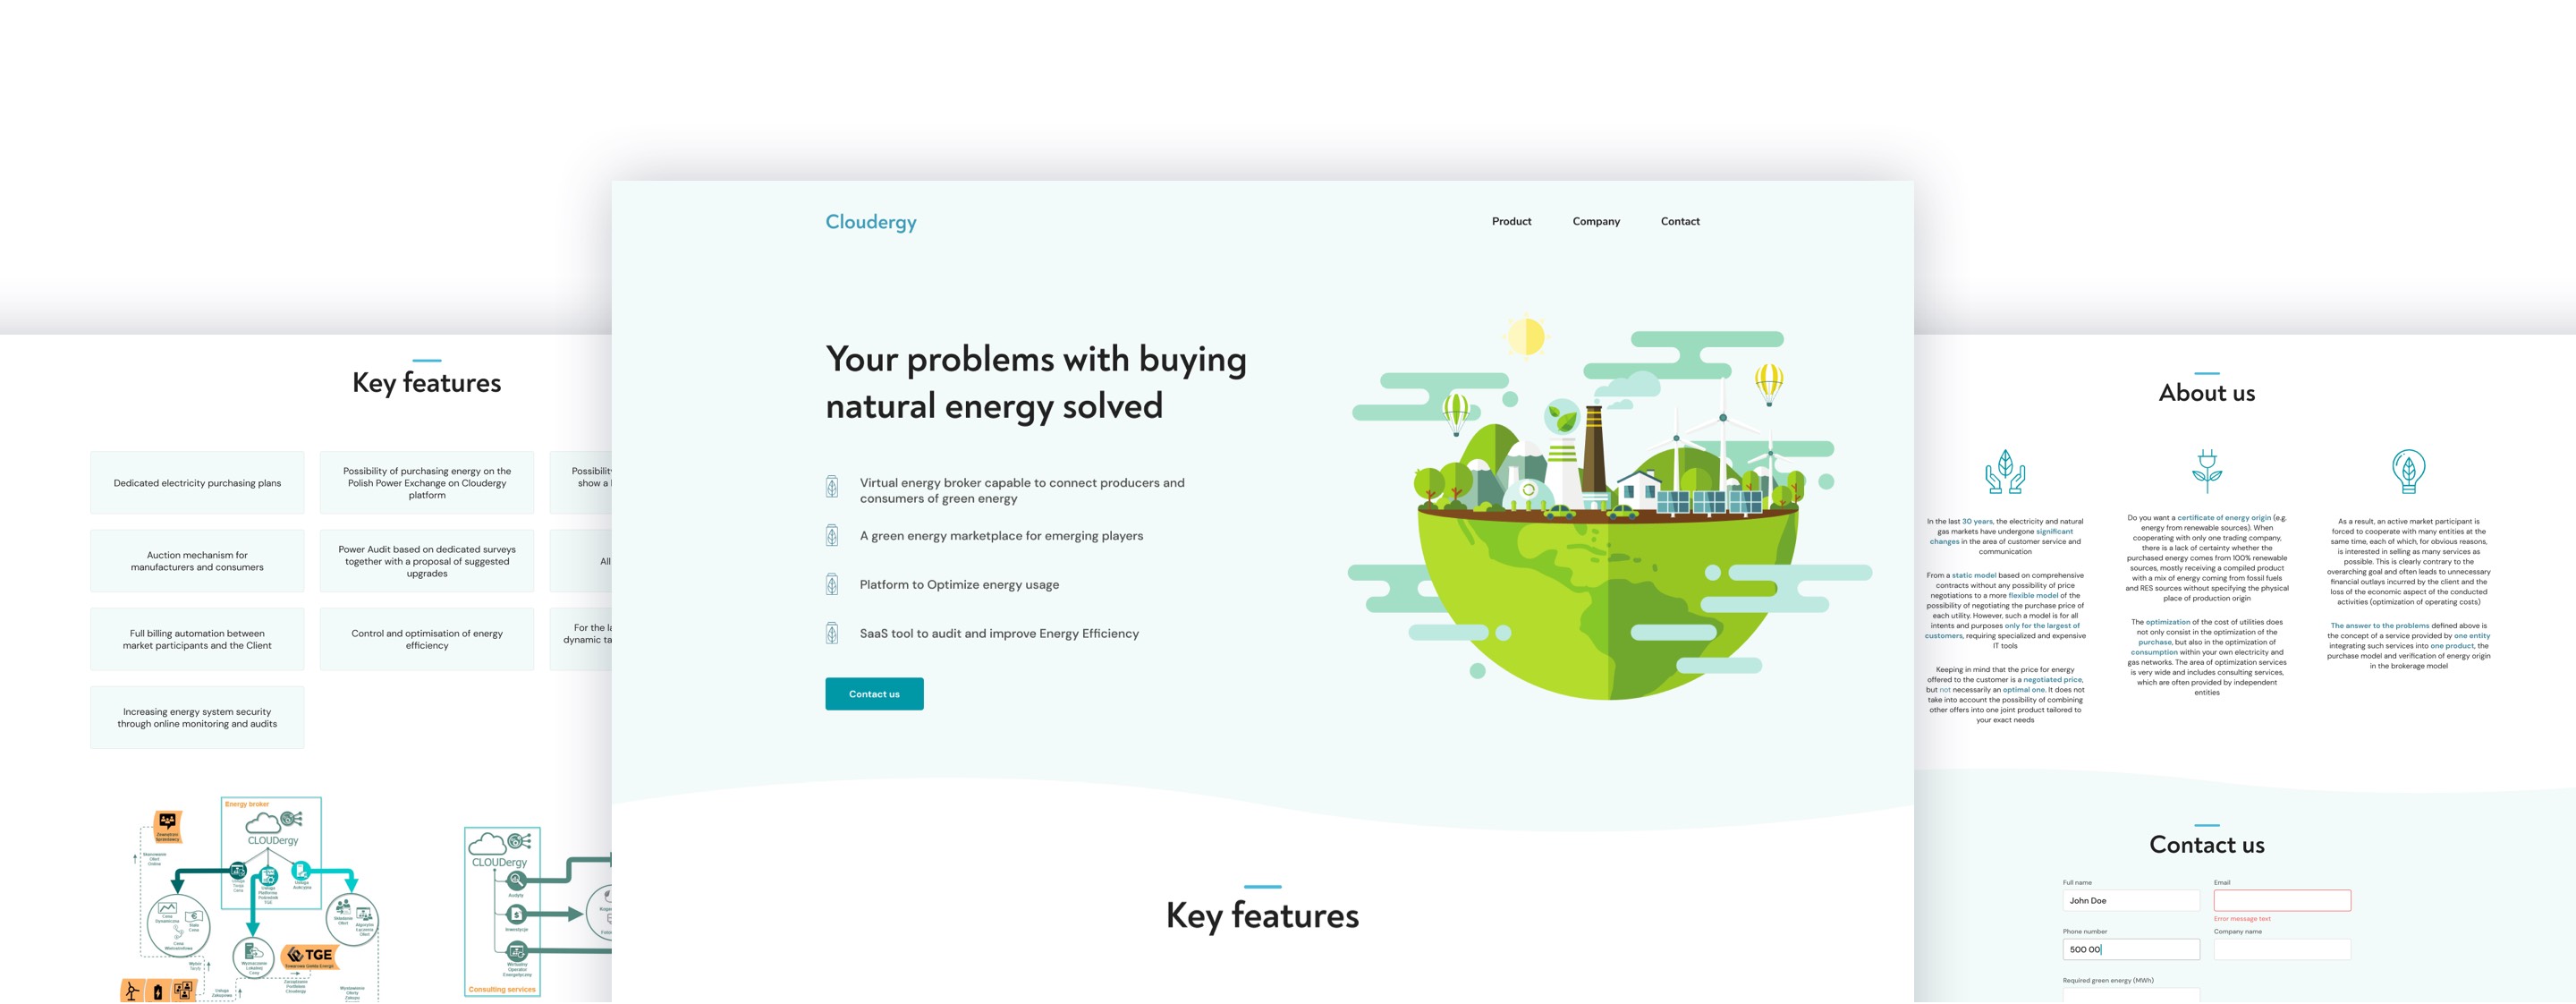 Key features
Dedicated electricity purchasing plans
Possibility of purchasing energy on the
Polish Power Exchange on Cloudergy
platform
show a
Auction mechanism for
manufacturers and consumers
Power Audit based on dedicated surveys
together with a proposal of suggested
upgrades
All
Full billing automation between
market participants and the Client
Control and optimisation of energy
efficiency
For the
dynamic
Increasing energy system security
through online monitoring and audits
Energy broker
CLOUDergy
TGE
CLOUDergy
Audyty
Inwestycje
Wirtualny
Operator
Energetyczny
Consulting services
Cloudergy
Product
Company
Contact
Your problems with buying
natural energy solved
Virtual energy broker capable to connect producers and
consumers of green energy
A green energy marketplace for emerging players
Platform to Optimize energy usage
SaaS tool to audit and improve Energy Efficiency
Contact us
Key features
About us
In the last 30 years, the electricity and natural
gas markets have undergone significant
changes in the area of customer service and
communication
From a static model based on comprehensive
contracts without any possibility of price
negotiations to a more flexible model of the
possibility of negotiating the purchase price of
each utility. However, such a model is for all
intents and purposes only for the largest of
customers, requiring specialized and expensive
IT tools
Keeping in mind that the price for energy
offered to the customer is a negotiated price,
but not necessarily an optimal one. It does not
take into account the possibility of combining
other offers into one joint product tailored to
your exact needs
Do you want a certificate of energy origin (e.g.
energy from renewable sources). When
cooperating with only one trading company,
there is a lack of certainty whether the
purchased energy comes from 100% renewable
sources, mostly receiving a compiled product
with a mix of energy coming from fossil fuels
and RES sources without specifying the physical
place of production origin
The optimization of the cost of utilities does
not only consist in the optimization of the
purchase, but also in the optimization of
consumption within your own electricity and
gas networks. The area of optimization services
is very wide and includes consulting services,
which are often provided by independent
entities
As a result, an active market participant is
forced to cooperate with many entities at the
same time, each of which, for obvious reasons,
is interested in selling as many services as
possible. This is clearly contrary to the
overarching goal and often leads to unnecessary
financial outlays incurred by the client and the
loss of the economic aspect of the conducted
activities (optimization of operating costs)
The answer to the problems defined above is
the concept of a service provided by one entity
integrating such services into one product, the
purchase model and verification of energy origin
in the brokerage model
Contact us
Full name
Email
John Doe
Error message text
Phone number
Company name
500 00
Required green energy (MWh)